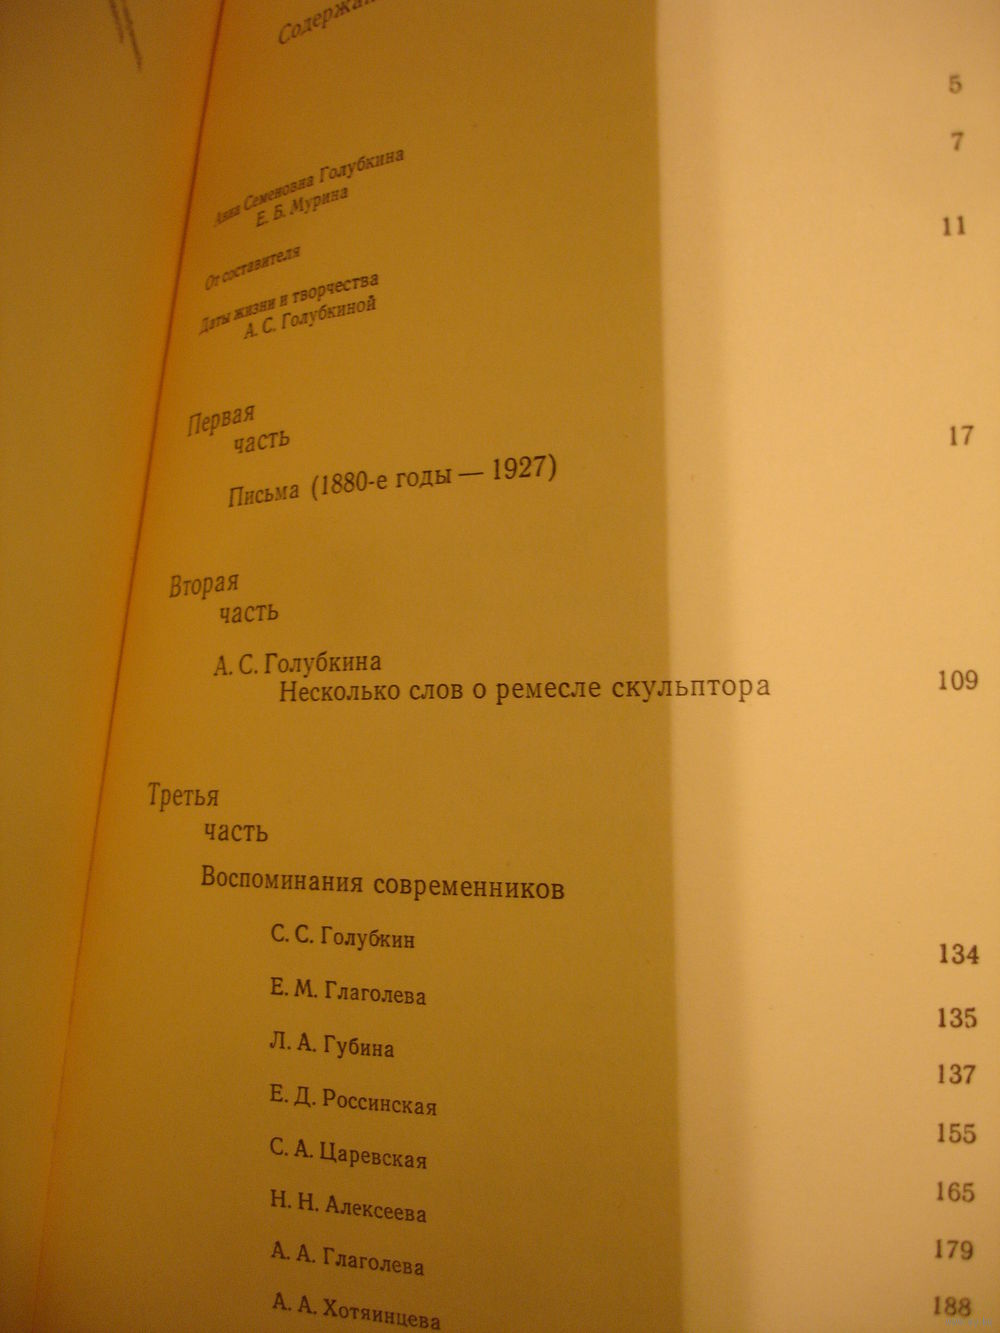 Содержан
Анна Семеновна Голубкина
Е. Б. Мурина 5
От составителя 7
Даты жизни и творчества
А. С. Голубкиной 11
Первая
часть
Письма (1880-е годы — 1927) 17
Вторая
часть
А. С. Голубкина
Несколько слов о ремесле скульптора 109
Третья
часть
Воспоминания современников
С. С. Голубкин 134
Е. М. Глаголева 135
Л. А. Губина 137
Е. Д. Россинская 155
С. А. Царевская 165
Н. Н. Алексеева 179
А. А. Глаголева 188
А. А. Хотяинцева